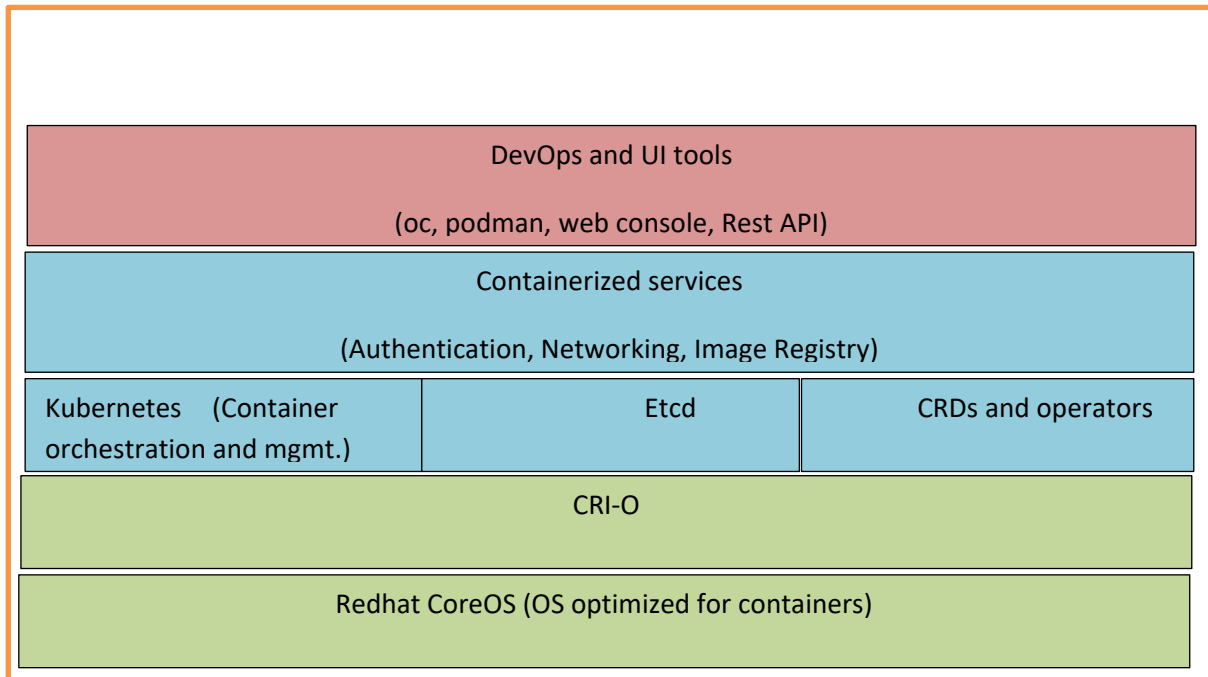 DevOps and UI tools
(oc, podman, web console, Rest API)
Containerized services
(Authentication, Networking, Image Registry)
Kubernetes (Container
orchestration and mgmt.)
Etcd
CRDs and operators
CRI-O
Redhat CoreOS (OS optimized for containers)